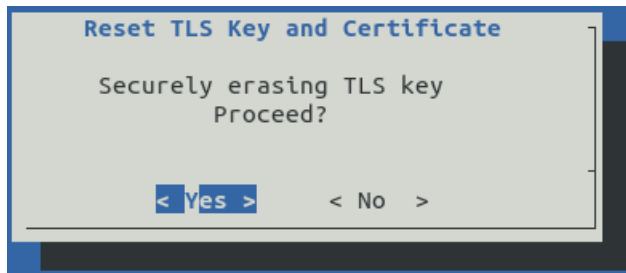 Reset TLS Key and Certificate
Securely erasing TLS key
Proceed?
< Yes > < No >